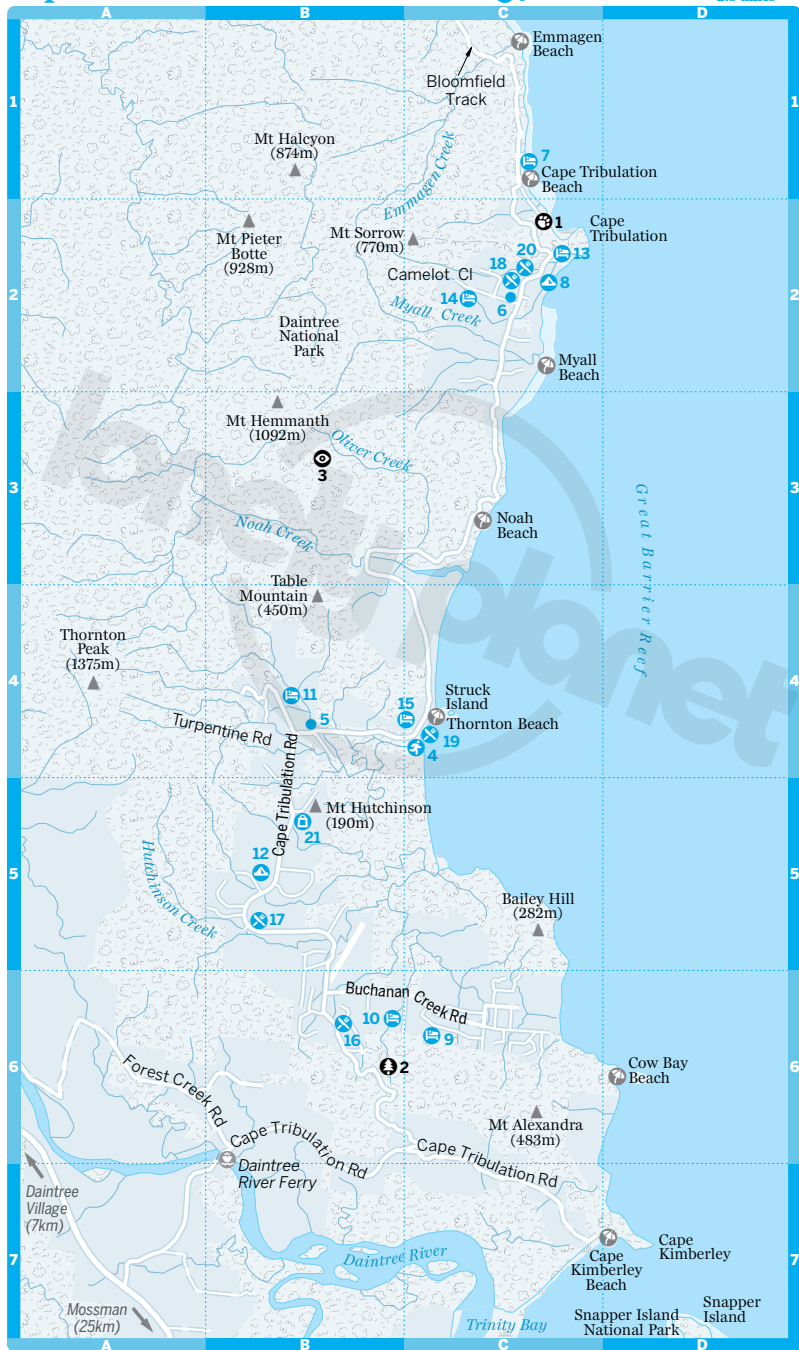 A
B
C
D
Emmagen
Beach
Bloomfield
Track
1
1
Mt Halcyon
(874m)
Emmagen Creek
7
Cape Tribulation
Beach
1
Cape
Tribulation
Mt Pieter
Botte
(928m)
Mt Sorrow
(770m)
20
13
18
Camelot Cl
8
14
6
2
2
Myall Creek
Daintree
National
Park
Myall
Beach
Mt Hemmanth
(1092m)
Oliver Creek
3
3
3
Noah Creek
Noah
Beach
Great Barrier Reef
lonely planet
Table
Mountain
(450m)
Thornton
Peak
(1375m)
4
4
11
15
Struck
Island
Thornton Beach
5
19
4
Turpentine Rd
Cape Tribulation Rd
Mt Hutchinson
(190m)
21
12
5
5
Hutchinson Creek
17
Bailey Hill
(282m)
Buchanan Creek Rd
10
16
9
2
6
6
Cow Bay
Beach
Forest Creek Rd
Mt Alexandra
(483m)
Cape Tribulation Rd
Cape Tribulation Rd
Daintree
River Ferry
Daintree
Village
(7km)
7
7
Daintree River
Cape
Kimberley
Cape
Kimberley
Beach
Mossman
(25km)
Trinity Bay
Snapper Island
National Park
Snapper
Island
A
B
C
D